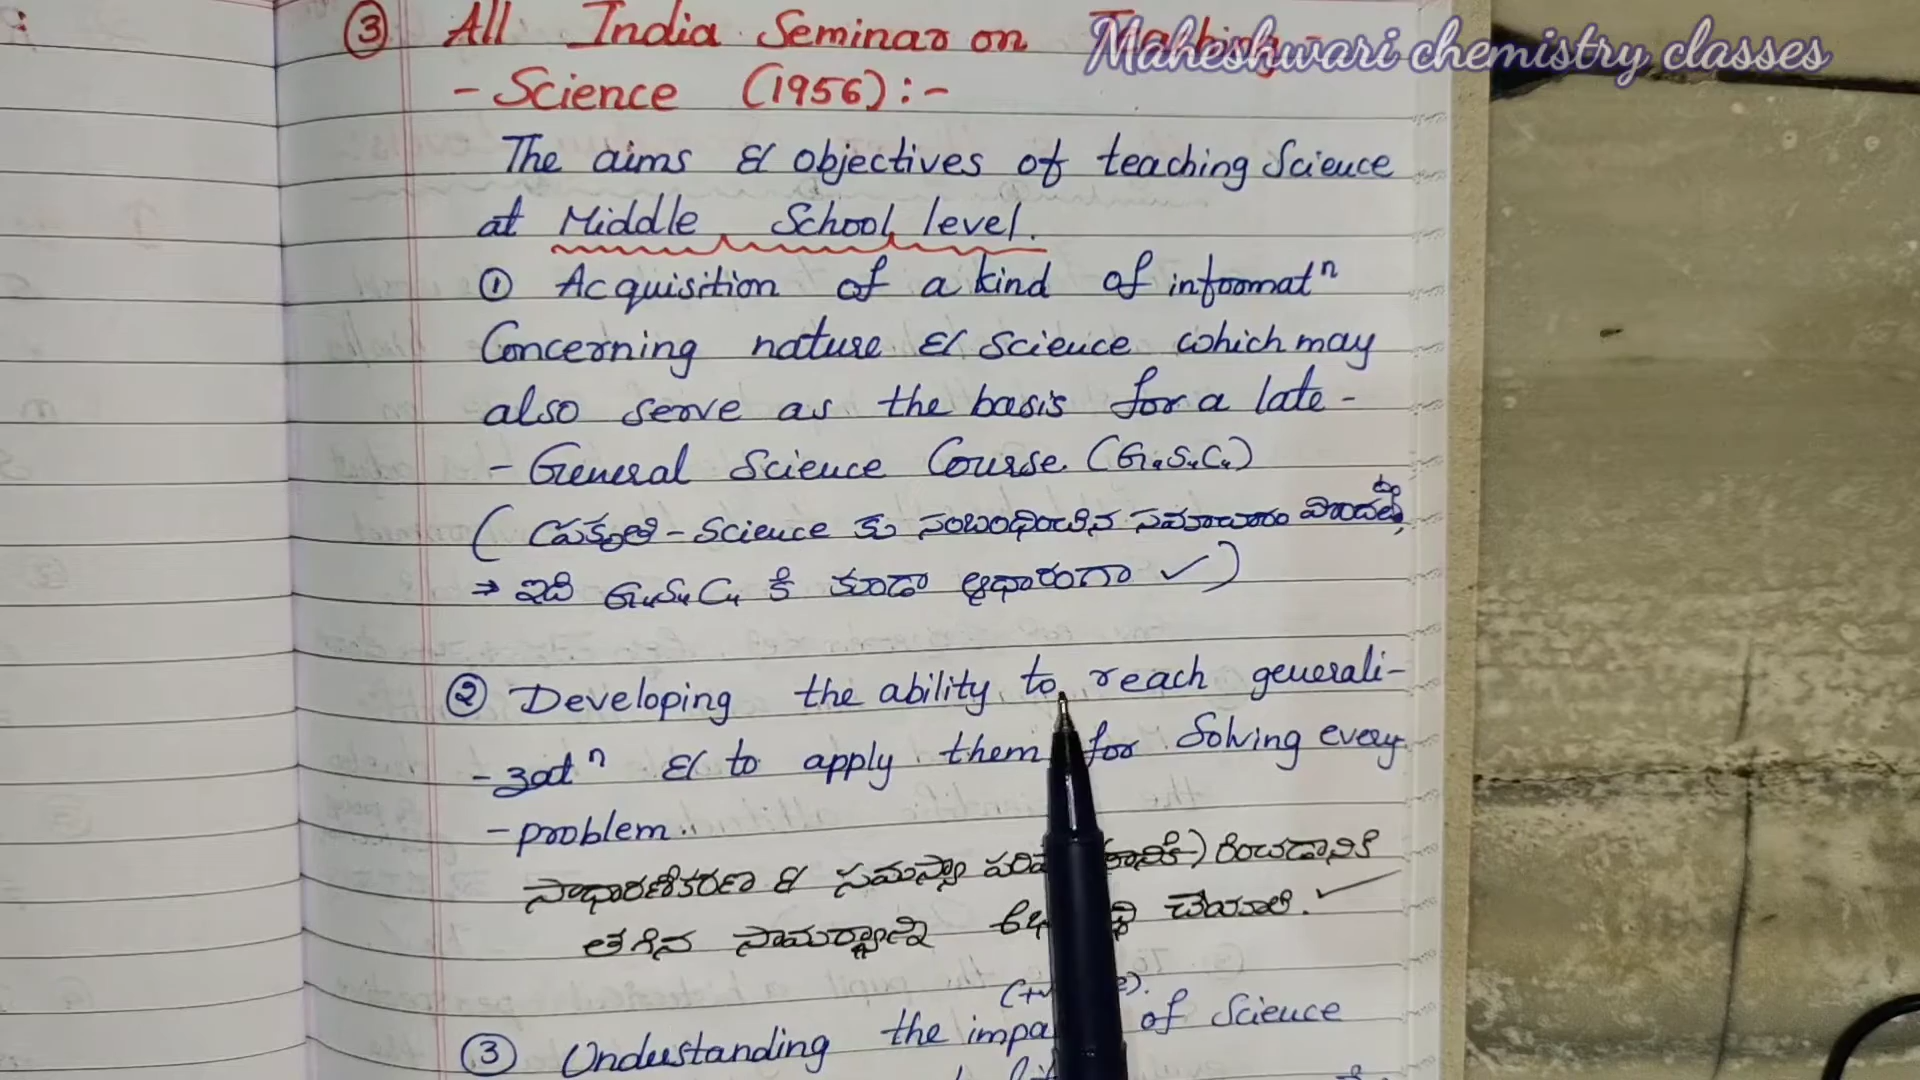 ③ All India Seminar on
Maheshwari chemistry classes
- Science (1956) :-
The aims & objectives of teaching Science
at Middle School level.
① Acquisition of a kind of informatⁿ
Concerning nature & Science which may
also serve as the basis for a late -
- General Science Course. (G.S.C.)
( - Science కు సంబంధించిన సమాచారం
→ ఇది G.S.C. కి కూడా ఆధారంగా ✓ )
② Developing the ability to reach generali-
- zatⁿ & to apply them for Solving every
- problem.
సాధారణీకరణ & సమస్యా
తగిన సామర్థ్యాన్ని చేయాలి. ✓
③ Understanding the of Science